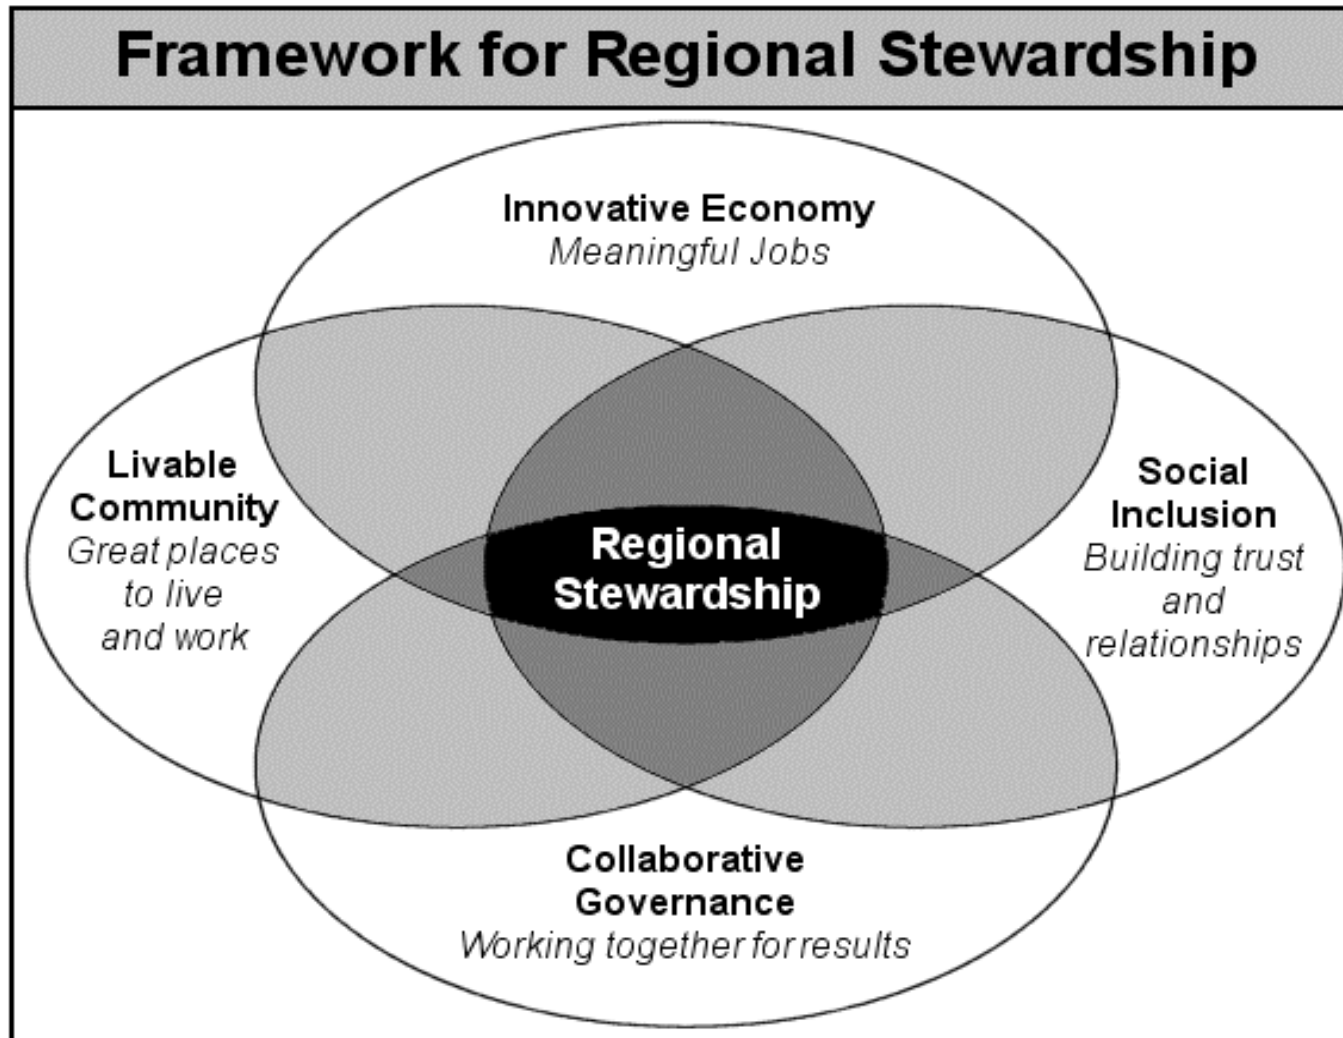 Framework for Regional Stewardship
Innovative Economy
Meaningful Jobs
Livable
Community
Great places
to live
and work
Regional
Stewardship
Social
Inclusion
Building trust
and
relationships
Collaborative
Governance
Working together for results